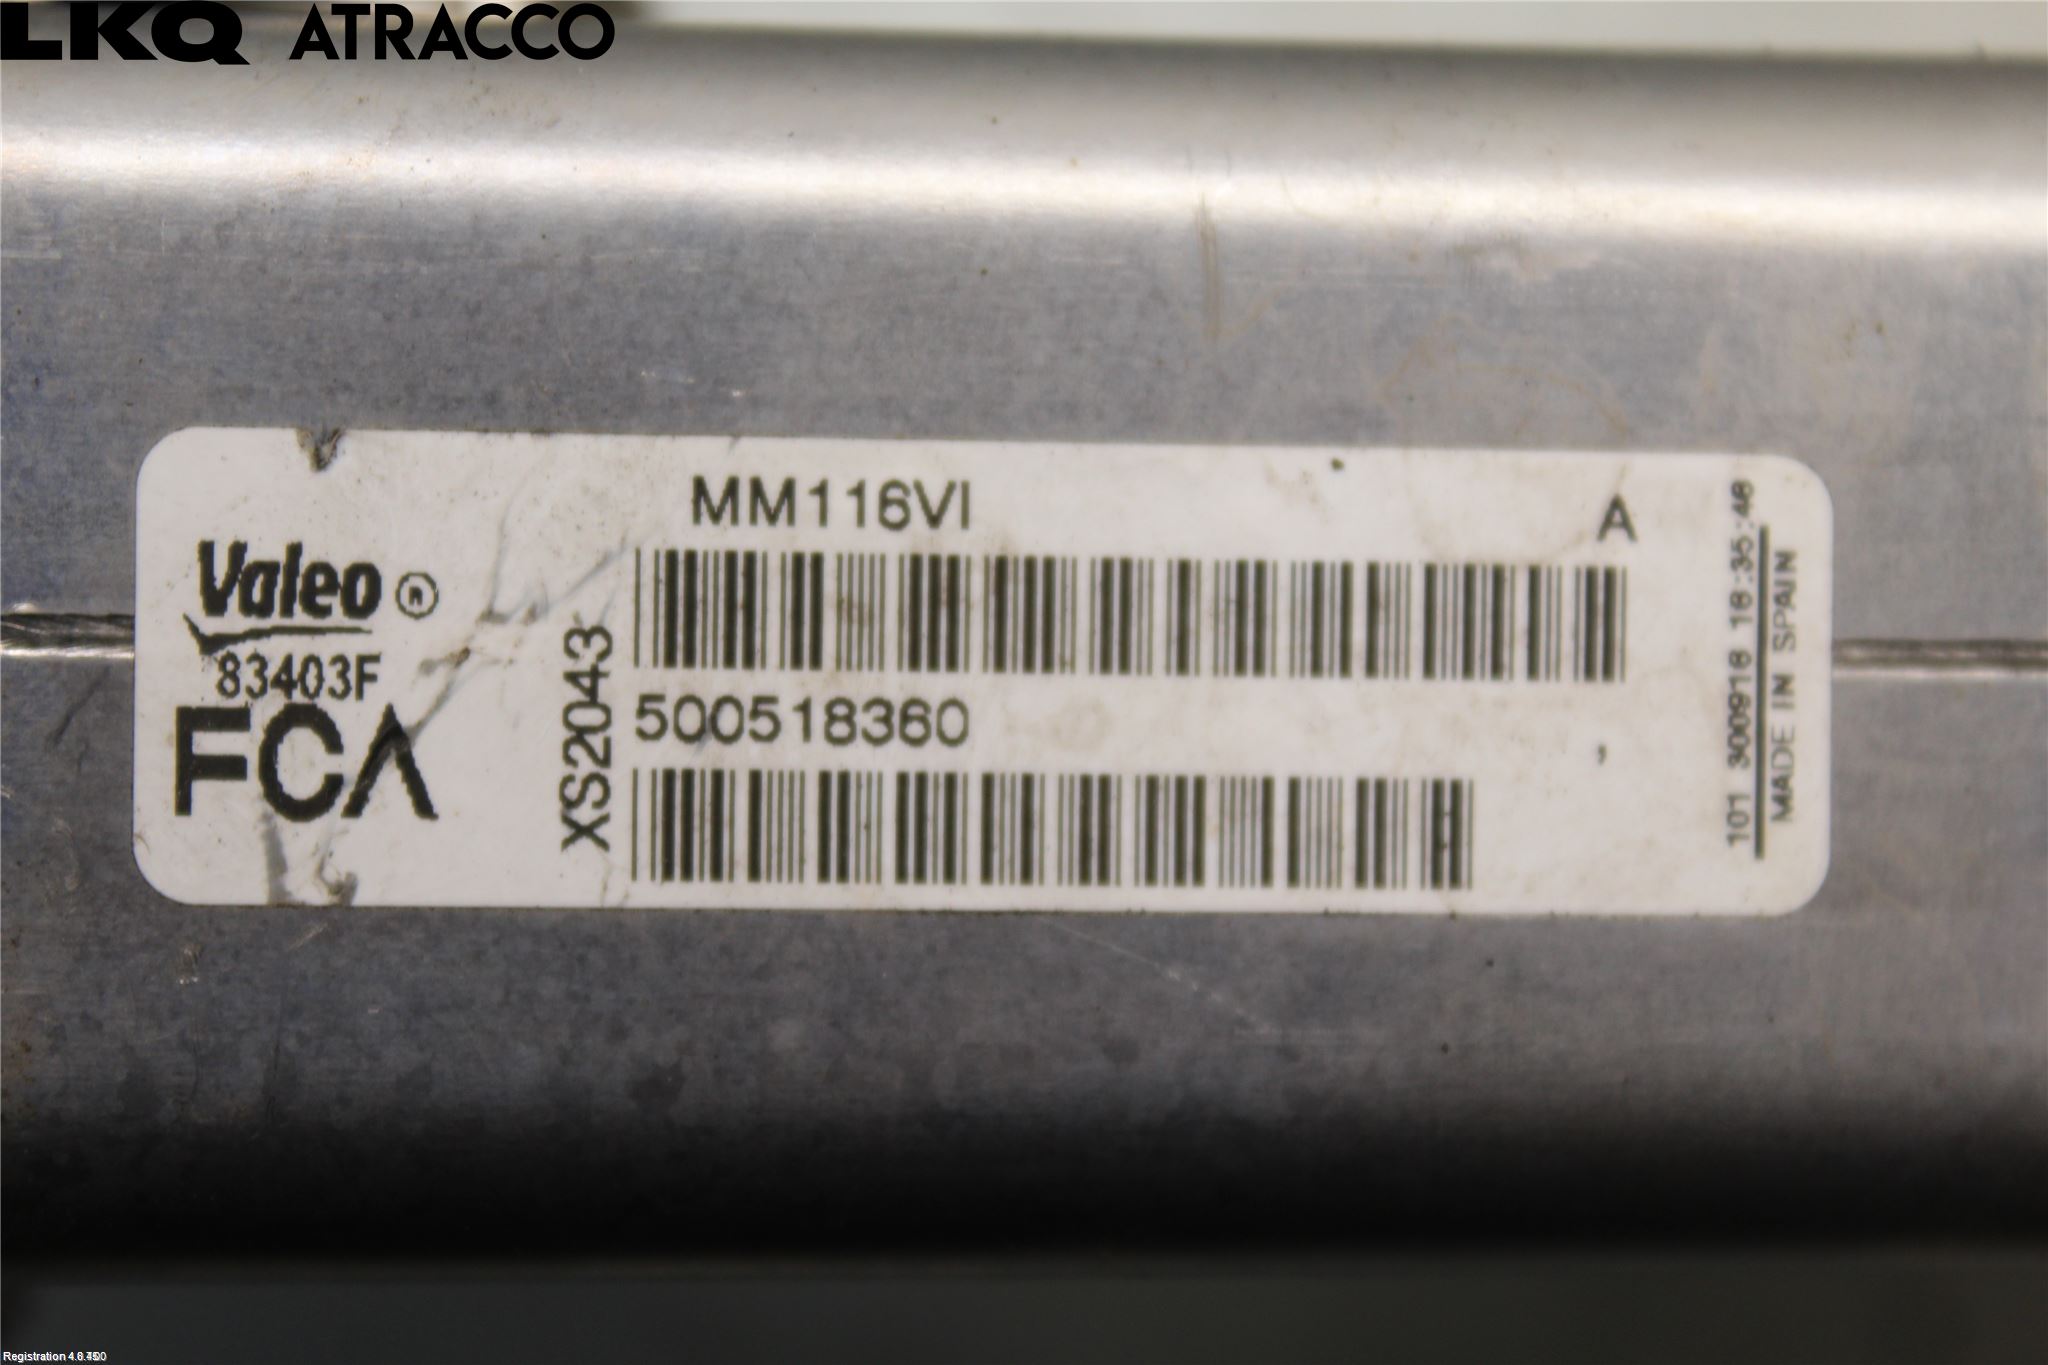 LKQ ATRACCO
MM116VI
A
Valeo
83403F
FCA
XS2043
500518360
101 300918 18:35:46
MADE IN SPAIN